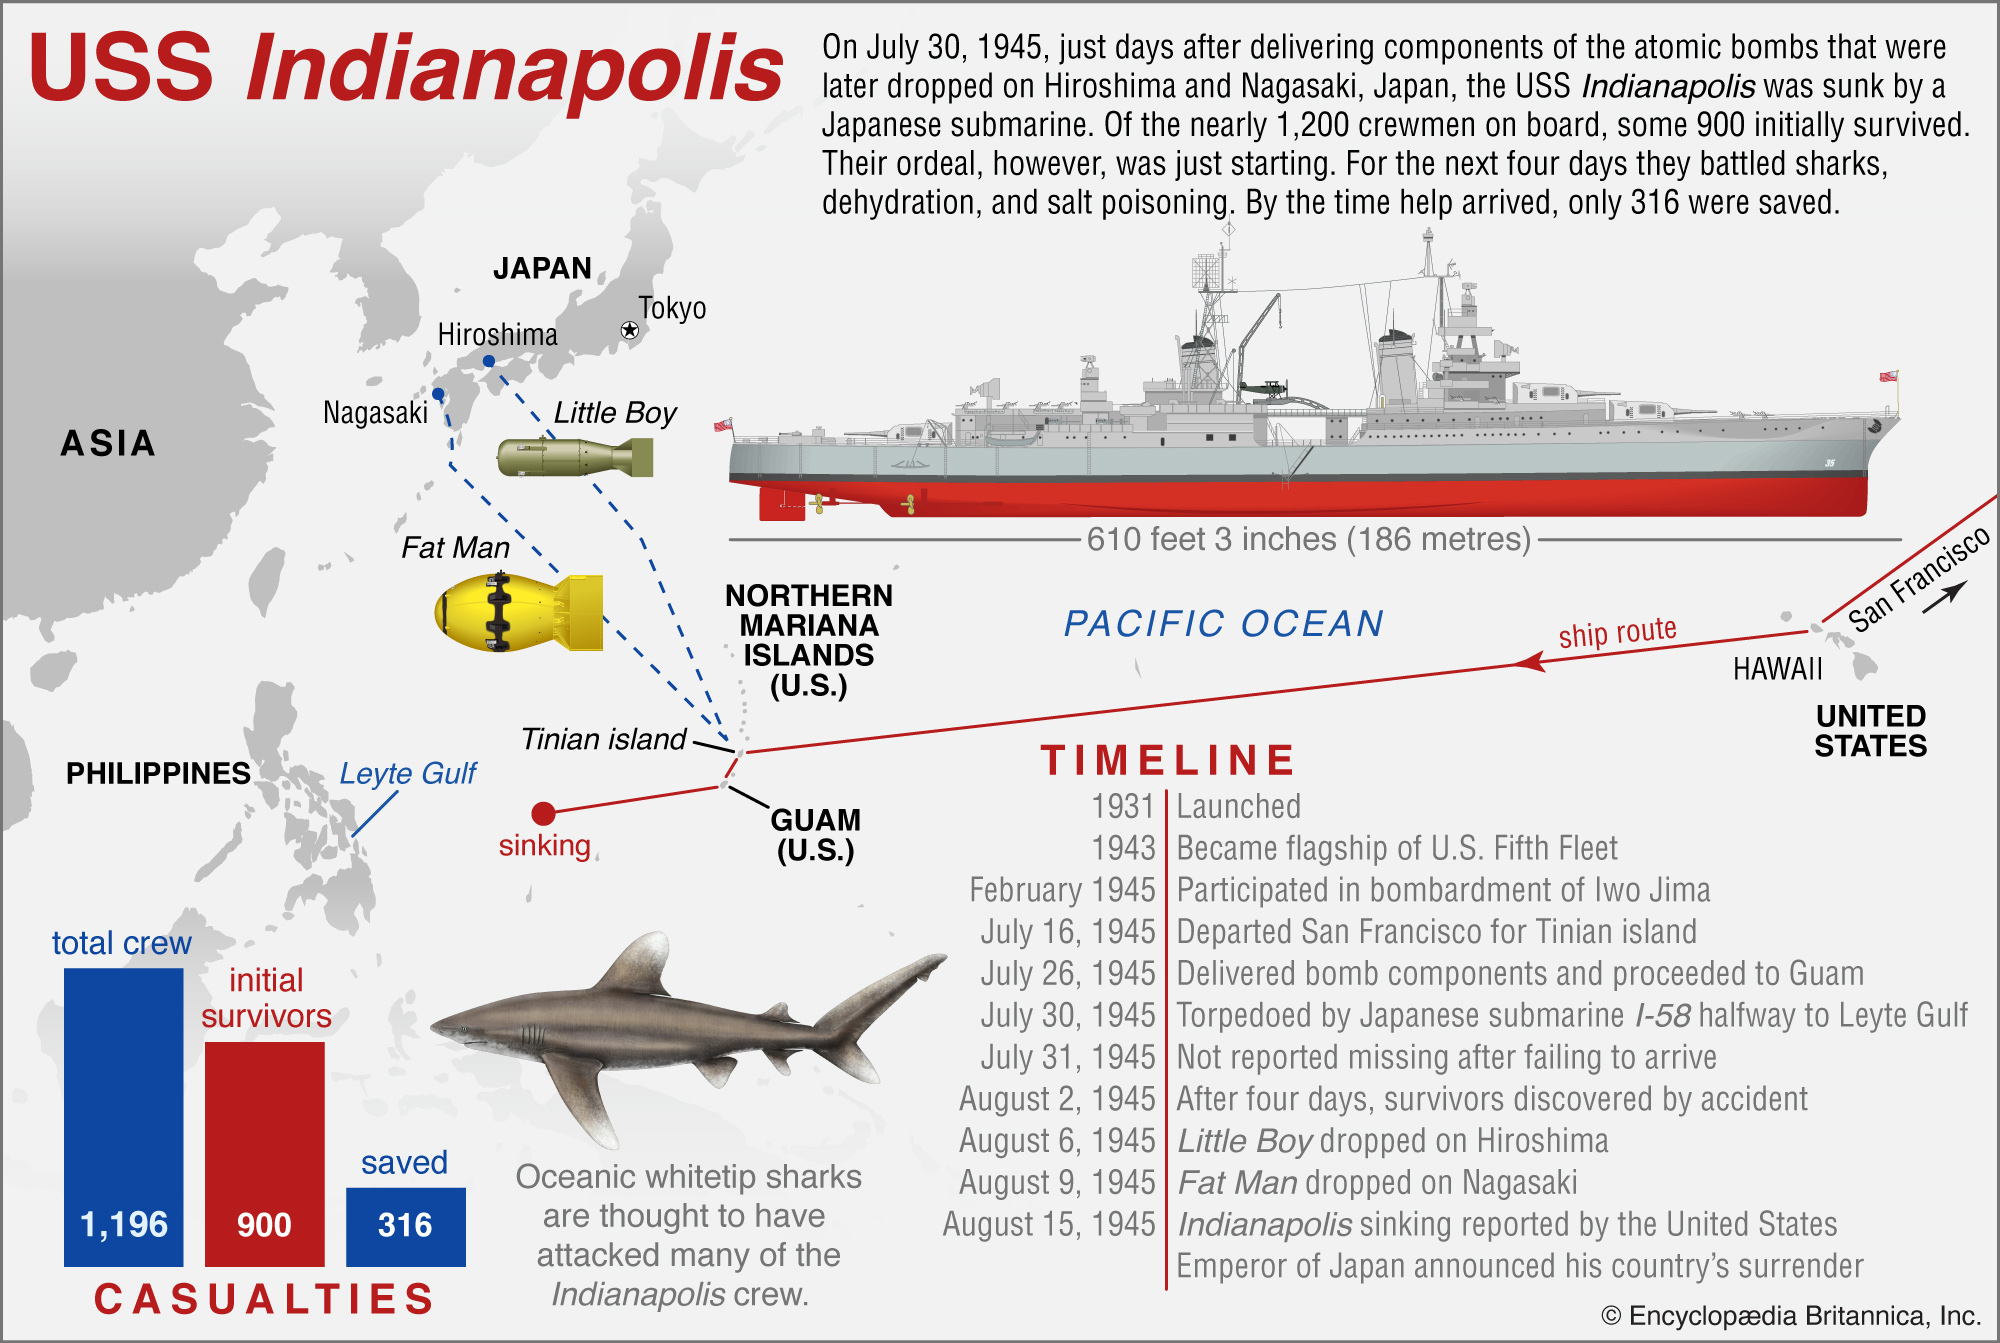 USS Indianapolis
On July 30, 1945, just days after delivering components of the atomic bombs that were
later dropped on Hiroshima and Nagasaki, Japan, the USS Indianapolis was sunk by a
Japanese submarine. Of the nearly 1,200 crewmen on board, some 900 initially survived.
Their ordeal, however, was just starting. For the next four days they battled sharks,
dehydration, and salt poisoning. By the time help arrived, only 316 were saved.
JAPAN
Tokyo
Hiroshima
Nagasaki
Little Boy
ASIA
Fat Man
35
610 feet 3 inches (186 metres)
NORTHERN
MARIANA
ISLANDS
(U.S.)
PACIFIC OCEAN
ship route
San Francisco
HAWAII
UNITED
STATES
Tinian island
PHILIPPINES
Leyte Gulf
sinking
GUAM
(U.S.)
TIMELINE
1931 Launched
1943 Became flagship of U.S. Fifth Fleet
February 1945 Participated in bombardment of Iwo Jima
July 16, 1945 Departed San Francisco for Tinian island
July 26, 1945 Delivered bomb components and proceeded to Guam
July 30, 1945 Torpedoed by Japanese submarine I-58 halfway to Leyte Gulf
July 31, 1945 Not reported missing after failing to arrive
August 2, 1945 After four days, survivors discovered by accident
August 6, 1945 Little Boy dropped on Hiroshima
August 9, 1945 Fat Man dropped on Nagasaki
August 15, 1945 Indianapolis sinking reported by the United States
Emperor of Japan announced his country's surrender
total crew
initial
survivors
saved
1,196
900
316
CASUALTIES
Oceanic whitetip sharks
are thought to have
attacked many of the
Indianapolis crew.
© Encyclopædia Britannica, Inc.